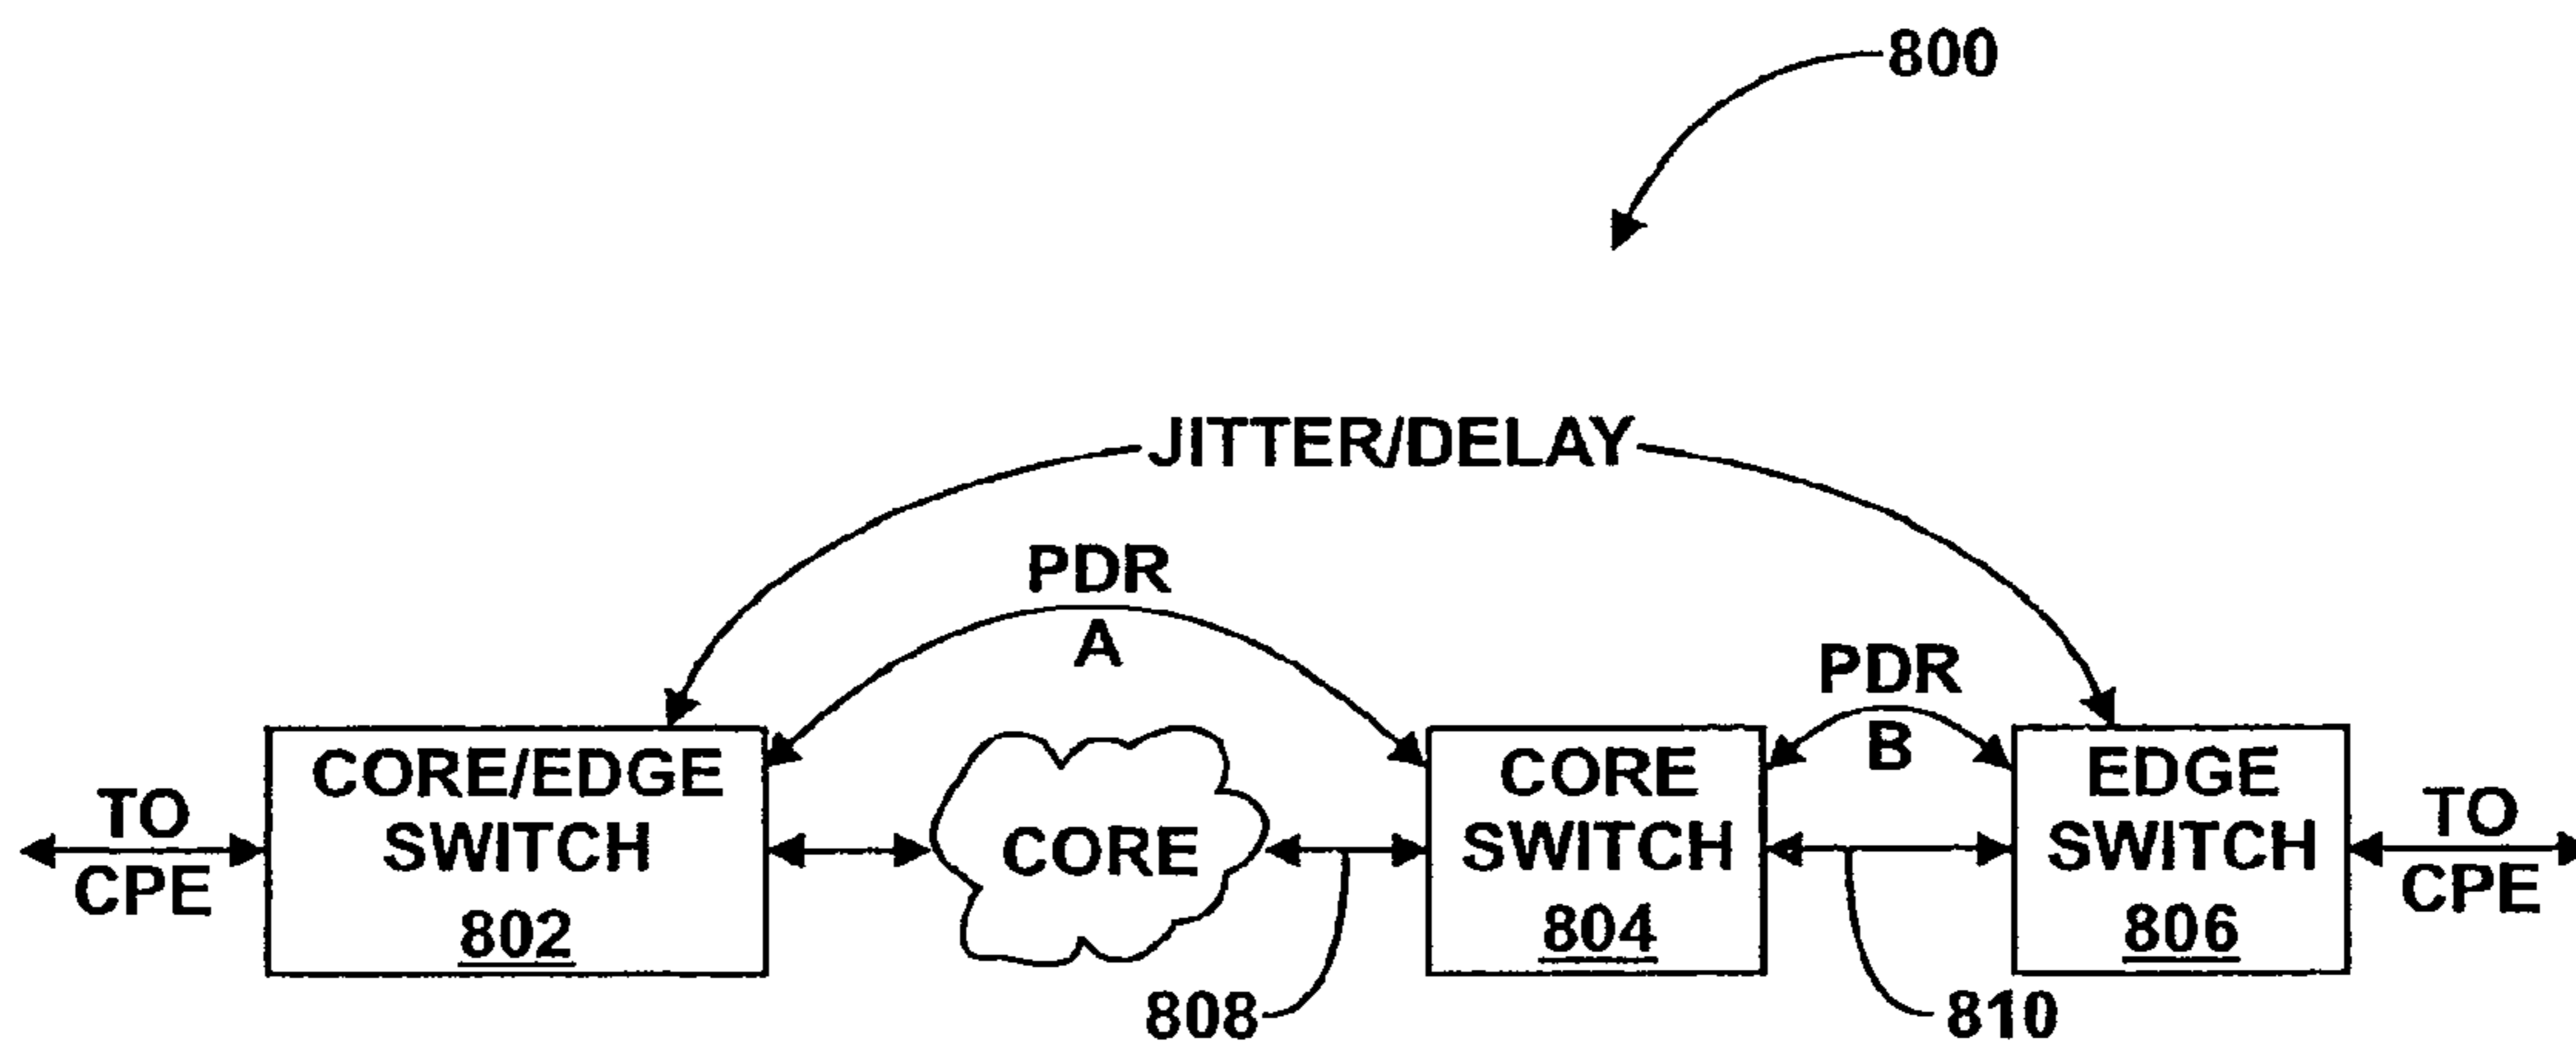 800
JITTER/DELAY
PDR
A
PDR
B
TO
CPE
CORE/EDGE
SWITCH
802
CORE
CORE
SWITCH
804
EDGE
SWITCH
806
TO
CPE
808
810